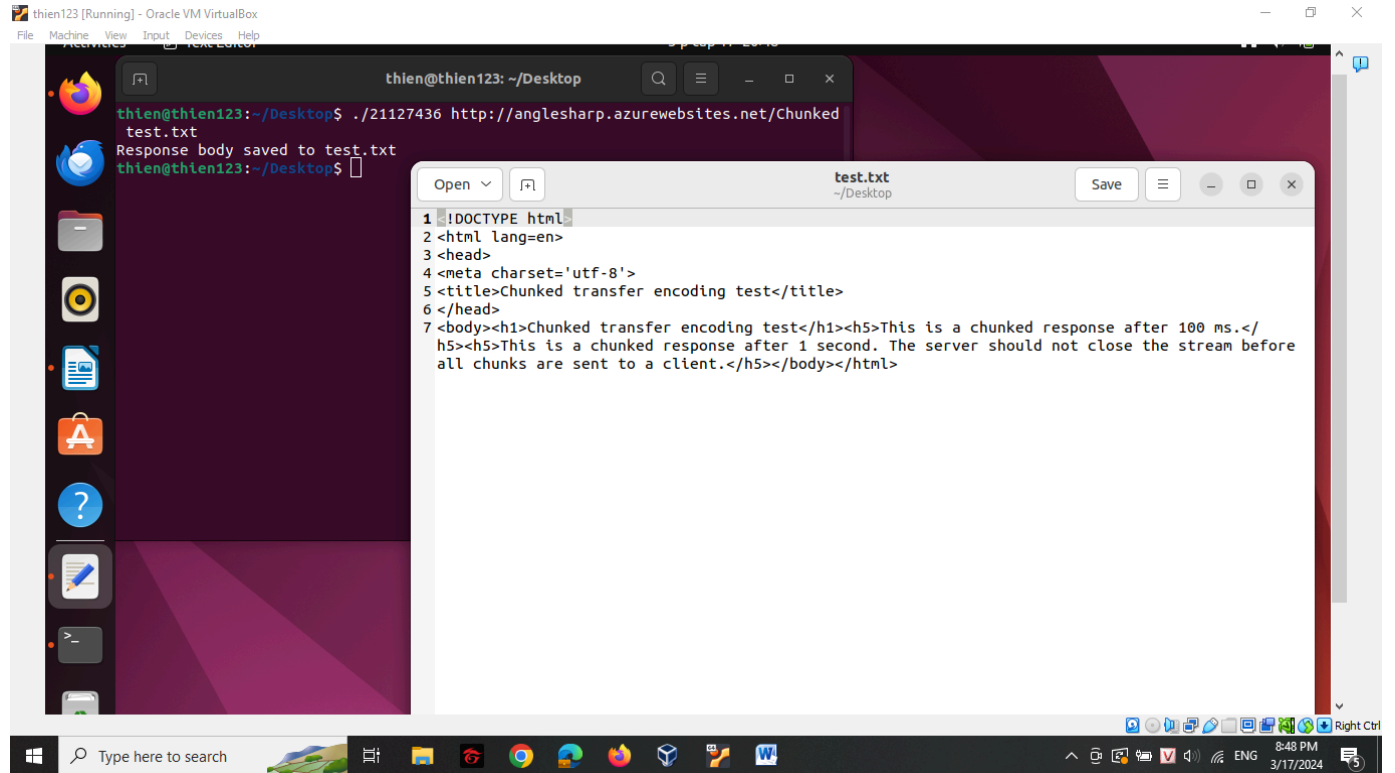 thien123 [Running] - Oracle VM VirtualBox
File Machine View Input Devices Help
Activities Text Editor
thien@thien123: ~/Desktop
thien@thien123:~/Desktop$ ./21127436 http://anglesharp.azurewebsites.net/Chunked
test.txt
Response body saved to test.txt
thien@thien123:~/Desktop$
Open
test.txt
~/Desktop
Save
1 <!DOCTYPE html>
2 <html lang=en>
3 <head>
4 <meta charset='utf-8'>
5 <title>Chunked transfer encoding test</title>
6 </head>
7 <body><h1>Chunked transfer encoding test</h1><h5>This is a chunked response after 100 ms.</
h5><h5>This is a chunked response after 1 second. The server should not close the stream before
all chunks are sent to a client.</h5></body></html>
Right Ctrl
Type here to search
ENG
8:48 PM
3/17/2024
5